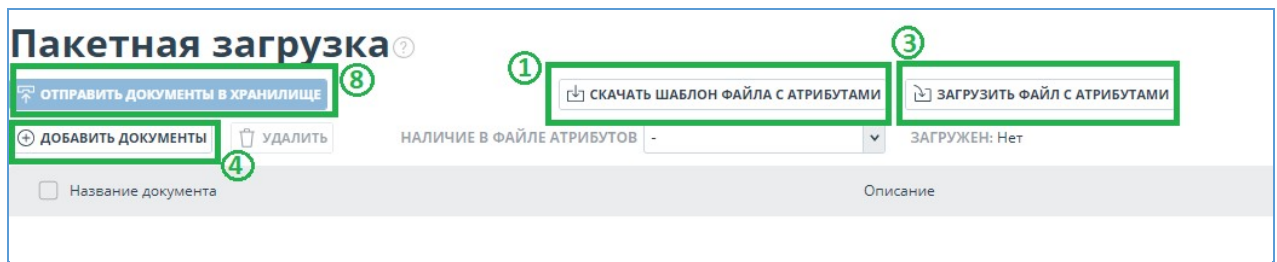 Пакетная загрузка ?
1 3
ОТПРАВИТЬ ДОКУМЕНТЫ В ХРАНИЛИЩЕ 8 СКАЧАТЬ ШАБЛОН ФАЙЛА С АТРИБУТАМИ ЗАГРУЗИТЬ ФАЙЛ С АТРИБУТАМИ
ДОБАВИТЬ ДОКУМЕНТЫ УДАЛИТЬ НАЛИЧИЕ В ФАЙЛЕ АТРИБУТОВ - ЗАГРУЖЕН: Нет
4
Название документа Описание